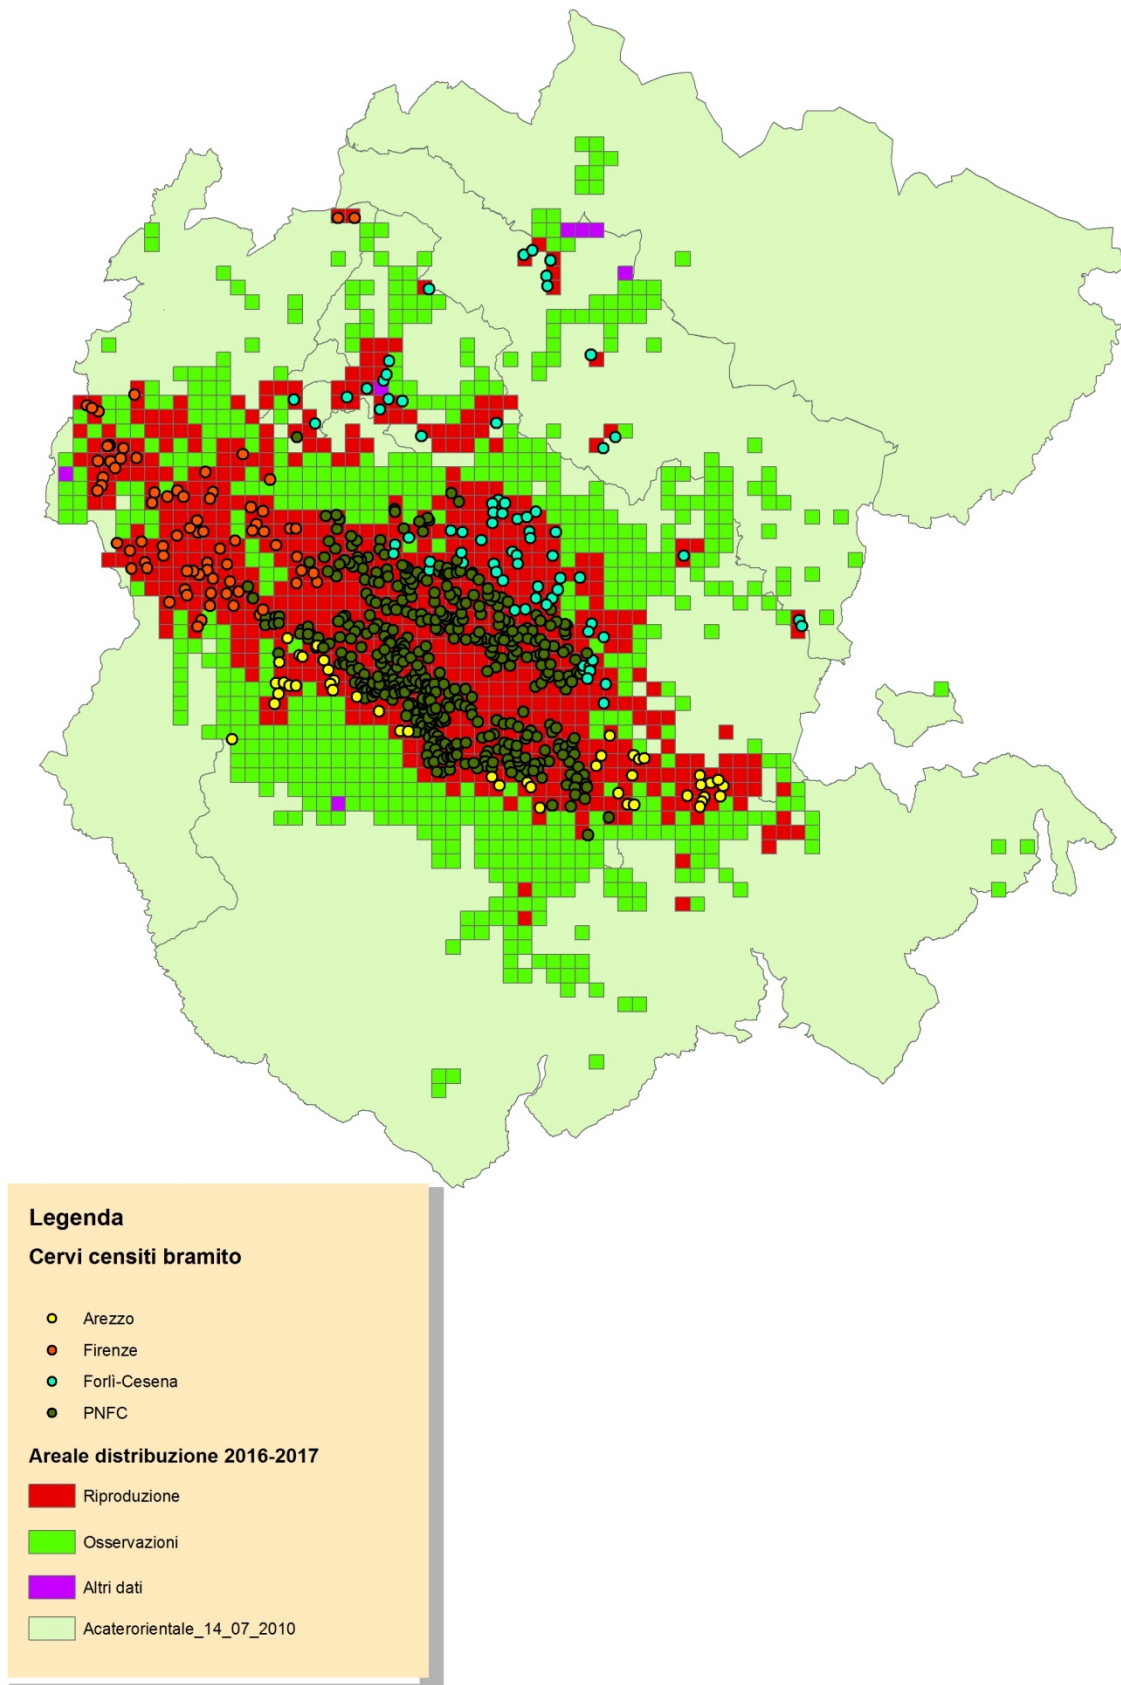 Legenda
Cervi censiti bramito
Arezzo
Firenze
Forlì-Cesena
PNFC
Areale distribuzione 2016-2017
Riproduzione
Osservazioni
Altri dati
Acaterorientale_14_07_2010